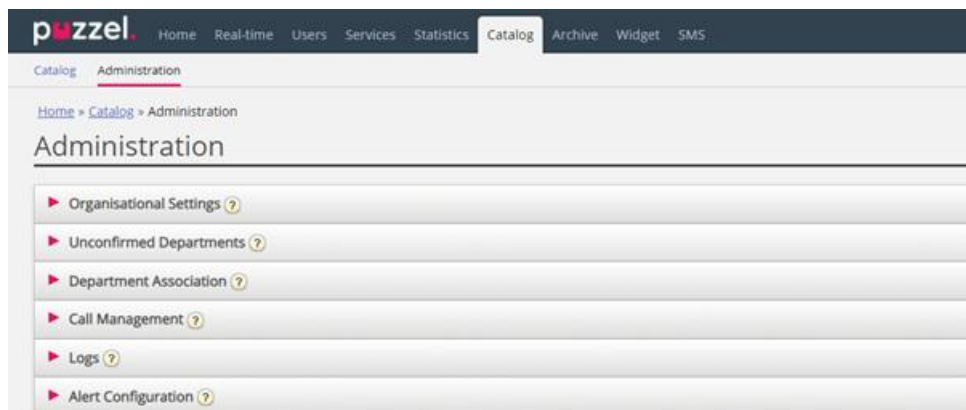 puzzel. Home Real-time Users Services Statistics Catalog Archive Widget SMS
Catalog Administration
Home » Catalog » Administration
Administration
Organisational Settings ?
Unconfirmed Departments ?
Department Association ?
Call Management ?
Logs ?
Alert Configuration ?